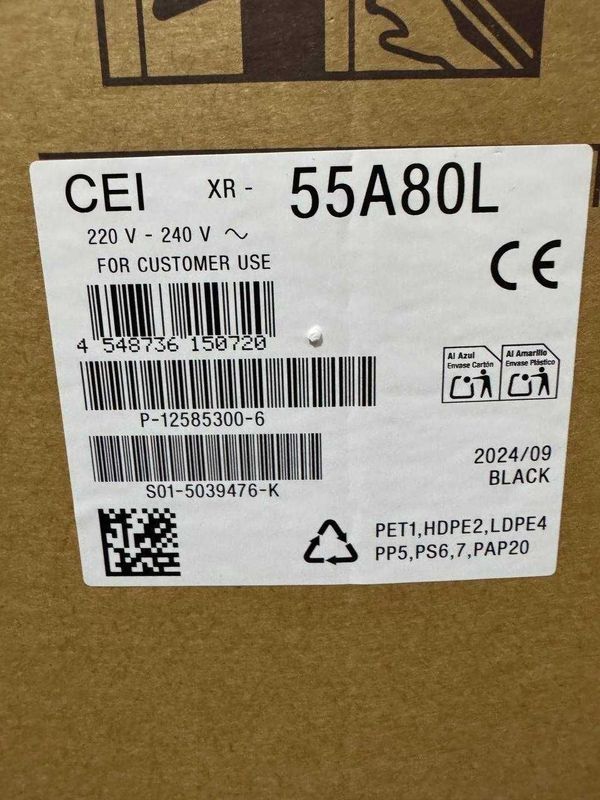 CEI XR - 55A80L
220 V - 240 V ~
FOR CUSTOMER USE
CE
4 548736 150720
P-12585300-6
Al Azul
Envase Cartón
Al Amarillo
Envase Plástico
S01-5039476-K
2024/09
BLACK
PET1,HDPE2,LDPE4
PP5,PS6,7,PAP20